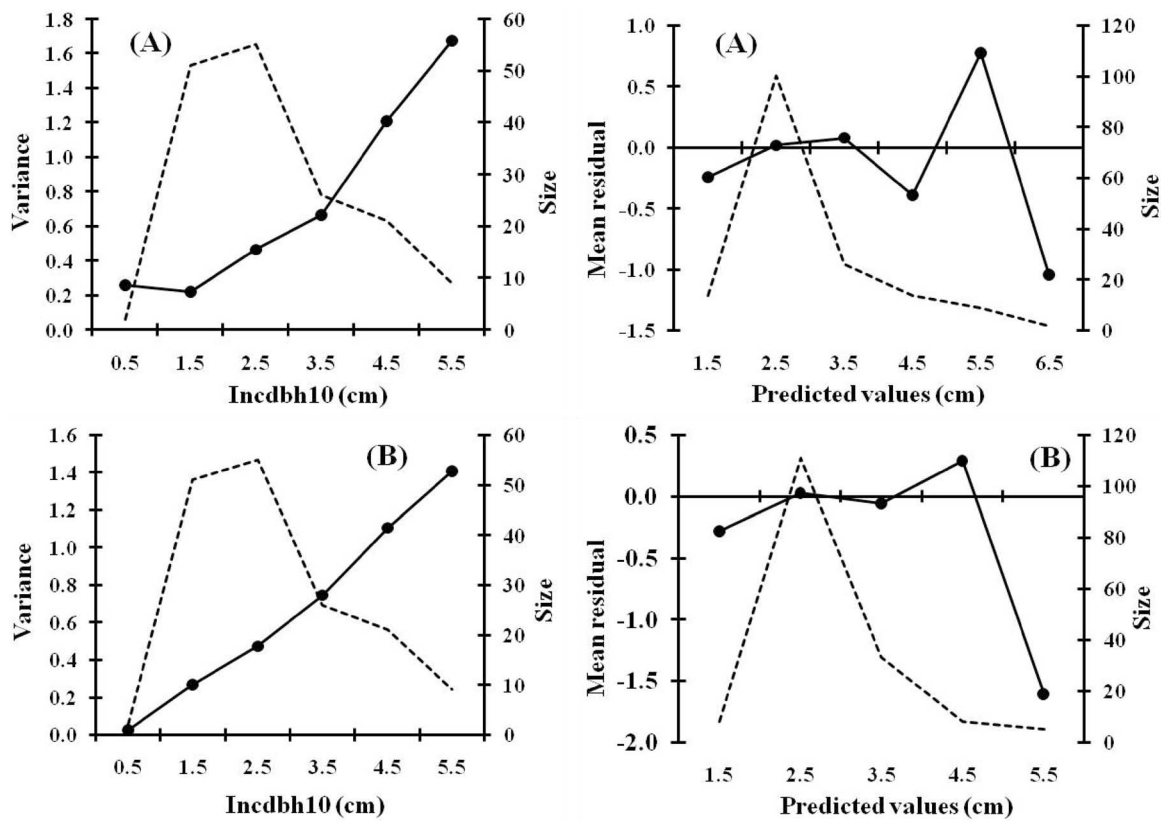 (A)
Variance
1.8
1.6
1.4
1.2
1.0
0.8
0.6
0.4
0.2
0.0
60
50
40
30
20
10
0
Size
0.5 1.5 2.5 3.5 4.5 5.5
Incdbh10 (cm)
(A)
Mean residual
1.0
0.5
0.0
-0.5
-1.0
-1.5
120
100
80
60
40
20
0
Size
1.5 2.5 3.5 4.5 5.5 6.5
Predicted values (cm)
(B)
Variance
1.6
1.4
1.2
1.0
0.8
0.6
0.4
0.2
0.0
60
50
40
30
20
10
0
Size
0.5 1.5 2.5 3.5 4.5 5.5
Incdbh10 (cm)
(B)
Mean residual
0.5
0.0
-0.5
-1.0
-1.5
-2.0
120
100
80
60
40
20
0
Size
1.5 2.5 3.5 4.5 5.5
Predicted values (cm)